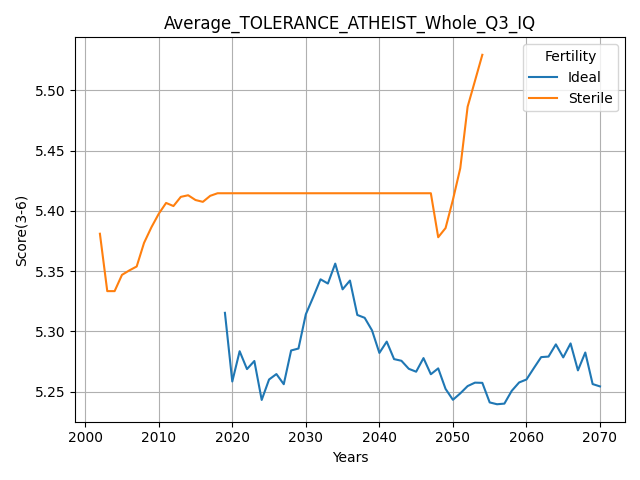 Average_TOLERANCE_ATHEIST_Whole_Q3_IQ
Fertility
Ideal
Sterile
Score(3-6)
5.50
5.45
5.40
5.35
5.30
5.25
2000 2010 2020 2030 2040 2050 2060 2070
Years